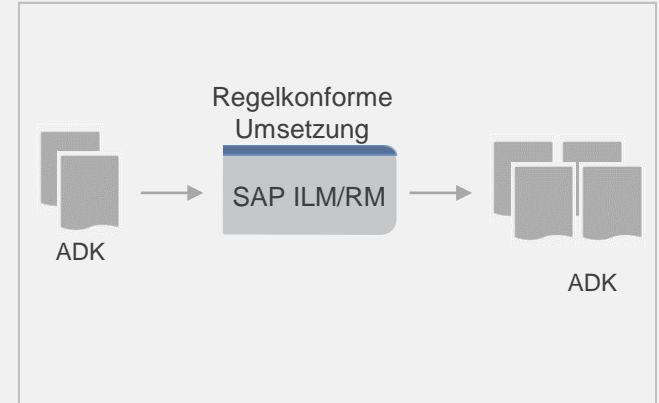 Regelkonforme
Umsetzung
SAP ILM/RM
ADK
ADK